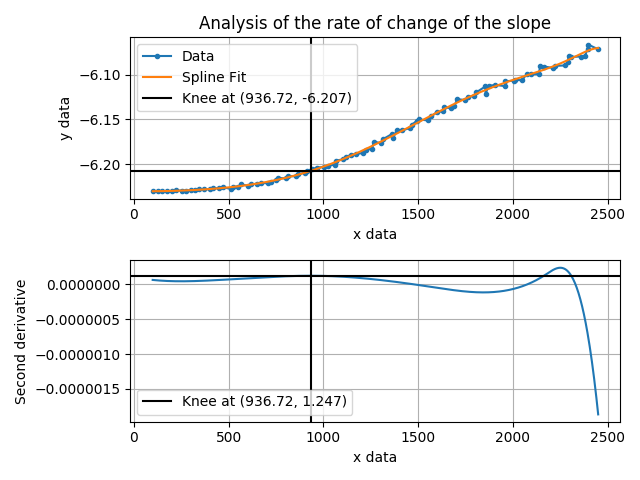 Analysis of the rate of change of the slope
Data
Spline Fit
Knee at (936.72, -6.207)
−6.10
−6.15
−6.20
y data
0 500 1000 1500 2000 2500
x data
0.0000000
−0.0000005
−0.0000010
−0.0000015
Second derivative
Knee at (936.72, 1.247)
0 500 1000 1500 2000 2500
x data